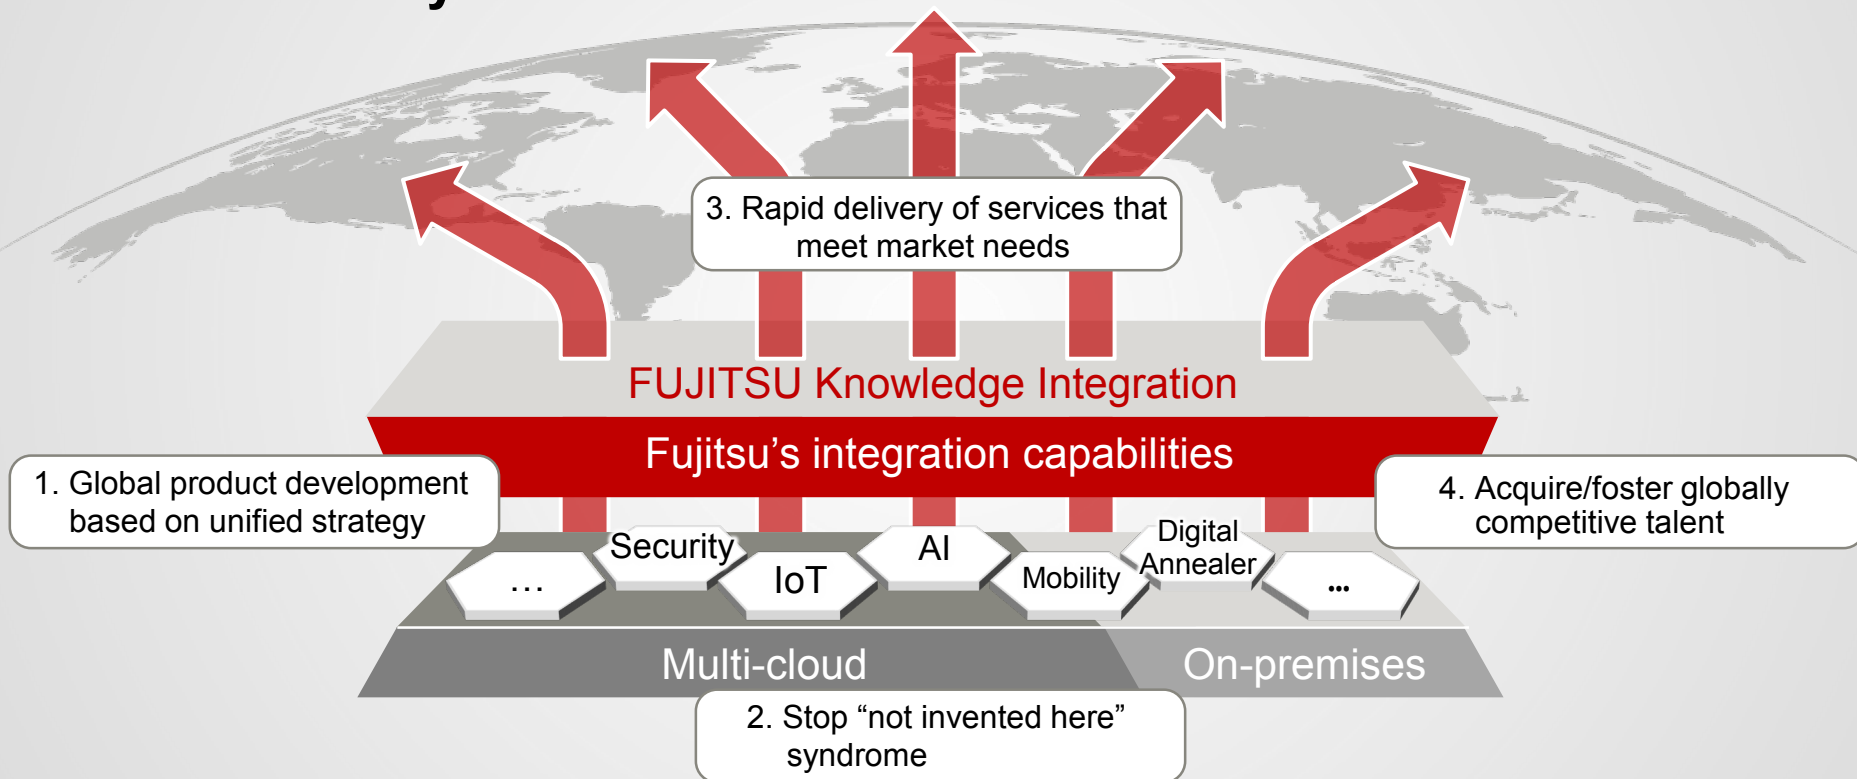 3. Rapid delivery of services that
meet market needs
FUJITSU Knowledge Integration
Fujitsu’s integration capabilities
1. Global product development
based on unified strategy
4. Acquire/foster globally
competitive talent
...
Security
IoT
AI
Mobility
Digital
Annealer
...
Multi-cloud
On-premises
2. Stop “not invented here”
syndrome